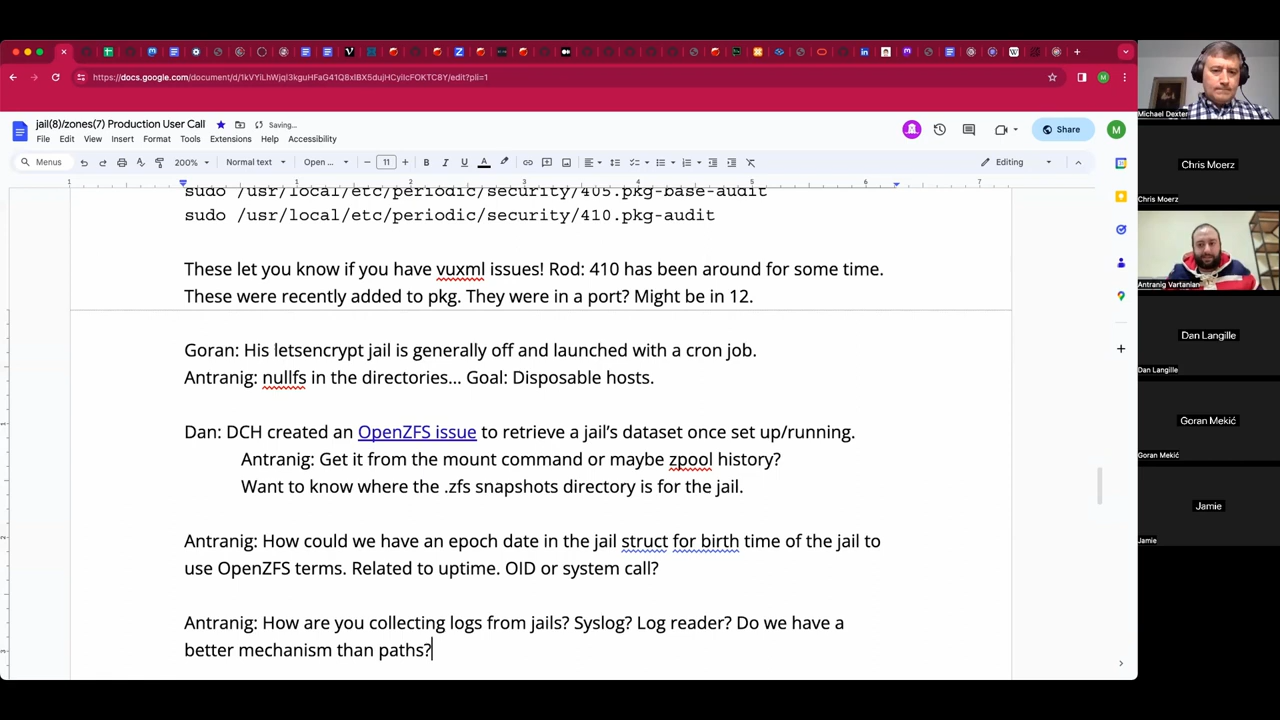 https://docs.google.com/document/d/1kVYiLhWjqI3kguHFaG41Q8xIBX5dujHCyiIcFOKTC8Y/edit?pli=1
jail(8)/zones(7) Production User Call
Saving...
File Edit View Insert Format Tools Extensions Help Accessibility
Share
M
Menus
200%
Normal text
Open ...
11
Editing
sudo /usr/local/etc/periodic/security/405.pkg-base-audit
sudo /usr/local/etc/periodic/security/410.pkg-audit
These let you know if you have vuxml issues! Rod: 410 has been around for some time.
These were recently added to pkg. They were in a port? Might be in 12.
Goran: His letsencrypt jail is generally off and launched with a cron job.
Antranig: nullfs in the directories... Goal: Disposable hosts.
Dan: DCH created an OpenZFS issue to retrieve a jail's dataset once set up/running.
Antranig: Get it from the mount command or maybe zpool history?
Want to know where the .zfs snapshots directory is for the jail.
Antranig: How could we have an epoch date in the jail struct for birth time of the jail to
use OpenZFS terms. Related to uptime. OID or system call?
Antranig: How are you collecting logs from jails? Syslog? Log reader? Do we have a
better mechanism than paths?
Michael Dexter
Chris Moerz
Chris Moerz
Antranig Vartanian
Dan Langille
Dan Langille
Goran Mekić
Goran Mekić
Jamie
Jamie